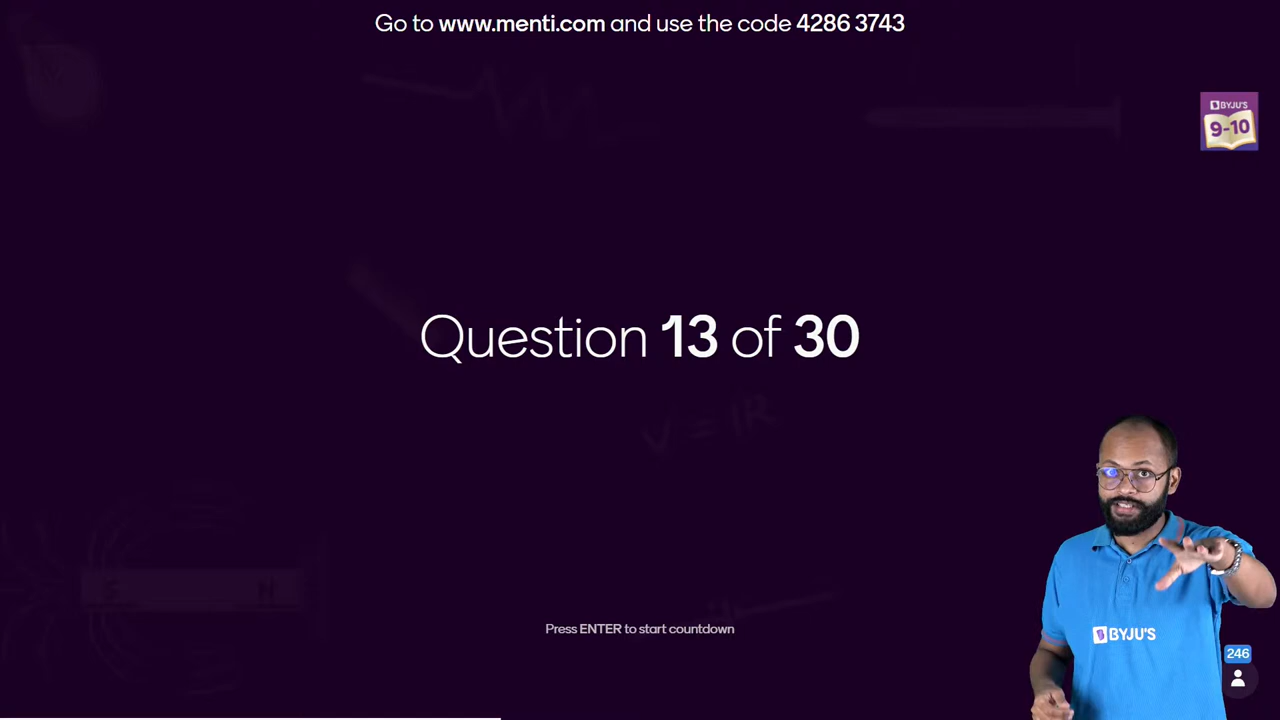 Go to www.menti.com and use the code 4286 3743
BYJU'S
9-10
Question 13 of 30
V = IR
Press ENTER to start countdown
BYJU'S
246